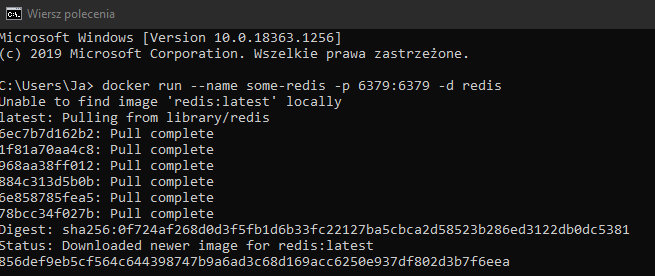 Wiersz polecenia
Microsoft Windows [Version 10.0.18363.1256]
(c) 2019 Microsoft Corporation. Wszelkie prawa zastrzeżone.
C:\Users\Ja> docker run --name some-redis -p 6379:6379 -d redis
Unable to find image 'redis:latest' locally
latest: Pulling from library/redis
6ec7b7d162b2: Pull complete
1f81a70aa4c8: Pull complete
968aa38ff012: Pull complete
884c313d5b0b: Pull complete
6e858785fea5: Pull complete
78bcc34f027b: Pull complete
Digest: sha256:0f724af268d0d3f5fb1d6b33fc22127ba5cbca2d58523b286ed3122db0dc5381
Status: Downloaded newer image for redis:latest
856def9eb5cf564c644398747b9a6ad3c68d169acc6250e937df802d3b7f6eea